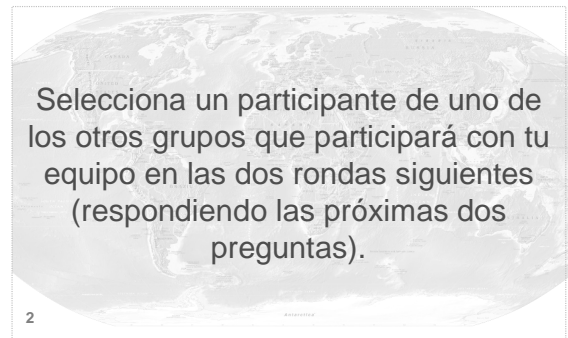 Selecciona un participante de uno de
los otros grupos que participará con tu
equipo en las dos rondas siguientes
(respondiendo las próximas dos
preguntas).
2